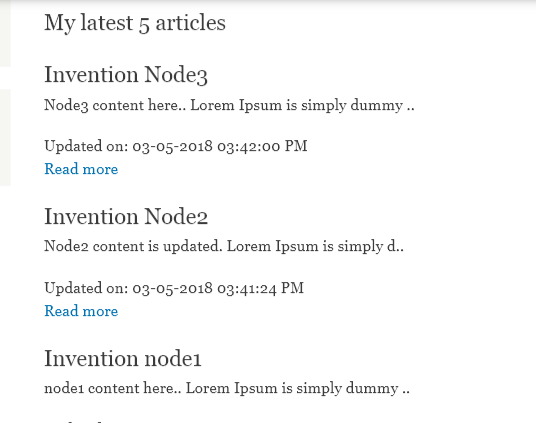 My latest 5 articles
Invention Node3
Node3 content here.. Lorem Ipsum is simply dummy ..
Updated on: 03-05-2018 03:42:00 PM
Read more
Invention Node2
Node2 content is updated. Lorem Ipsum is simply d..
Updated on: 03-05-2018 03:41:24 PM
Read more
Invention node1
node1 content here.. Lorem Ipsum is simply dummy ..